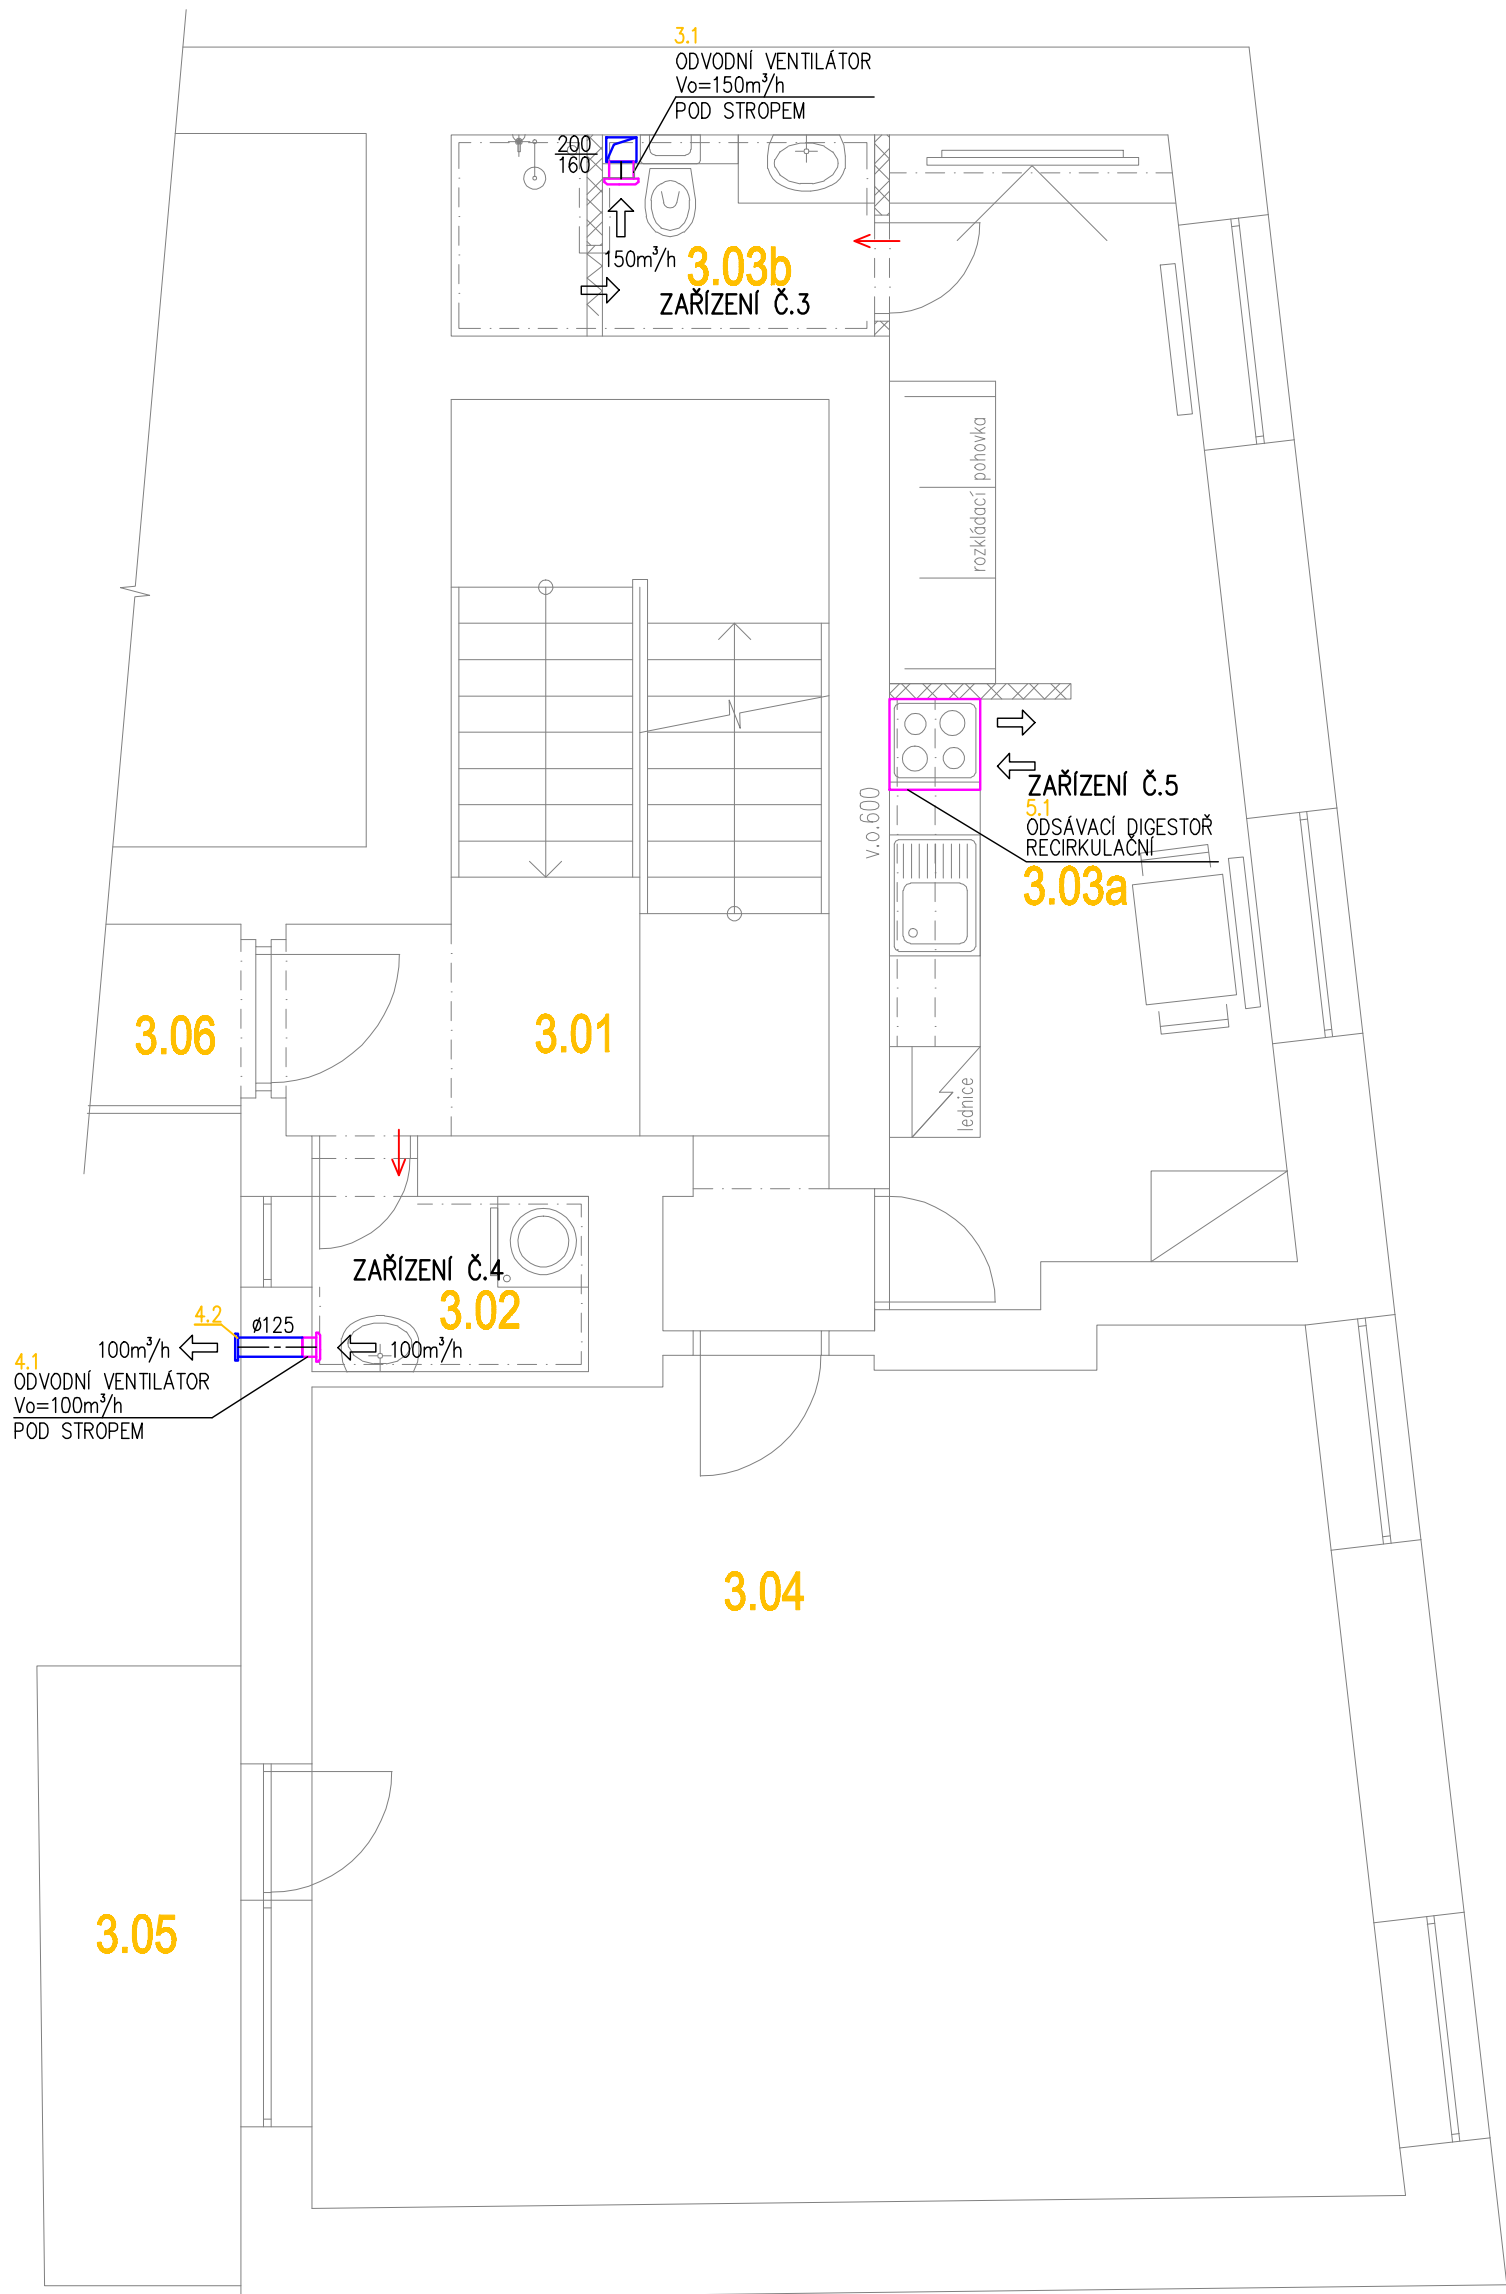 3.1
ODVODNÍ VENTILÁTOR
Vo=150m³/h
POD STROPEM
200
160
150m³/h
3.03b
ZAŘÍZENÍ Č.3
rozkládací pohovka
v.o.600
ZAŘÍZENÍ Č.5
5.1
ODSÁVACÍ DIGESTOŘ
RECIRKULAČNÍ
3.03a
3.06
3.01
lednice
ZAŘÍZENÍ Č.4
3.02
4.2
ø125
100m³/h
100m³/h
4.1
ODVODNÍ VENTILÁTOR
Vo=100m³/h
POD STROPEM
3.04
3.05